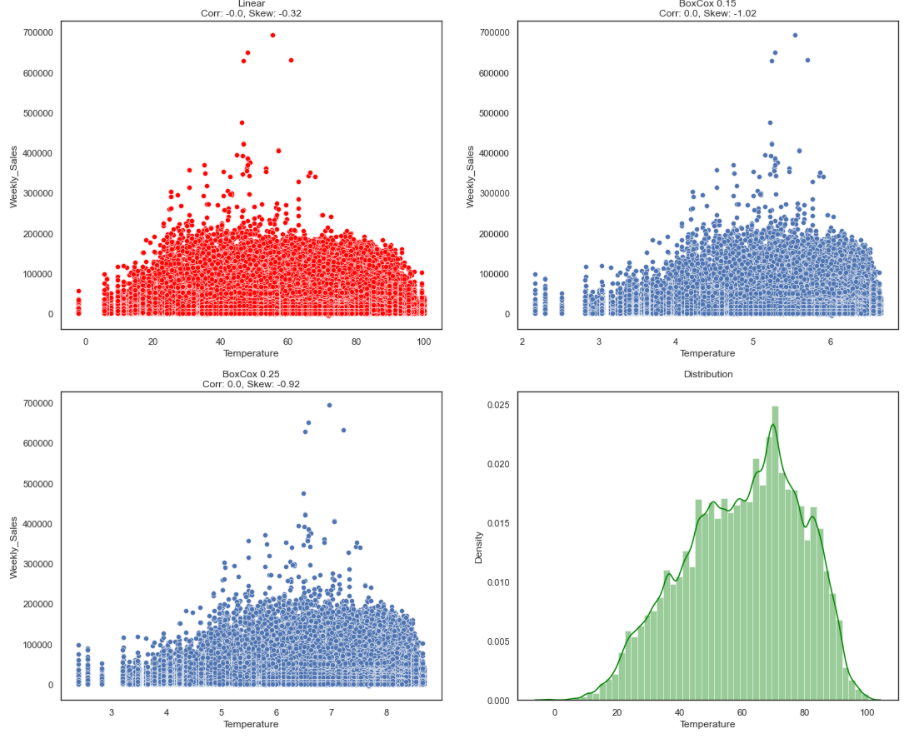 Linear
Corr: -0.0, Skew: -0.32
700000
600000
500000
400000
300000
200000
100000
0
Weekly_Sales
0 20 40 60 80 100
Temperature
BoxCox 0.15
Corr: 0.0, Skew: -1.02
700000
600000
500000
400000
300000
200000
100000
0
Weekly_Sales
2 3 4 5 6
Temperature
BoxCox 0.25
Corr: 0.0, Skew: -0.92
700000
600000
500000
400000
300000
200000
100000
0
Weekly_Sales
3 4 5 6 7 8
Temperature
Distribution
0.025
0.020
0.015
0.010
0.005
0.000
Density
0 20 40 60 80 100
Temperature